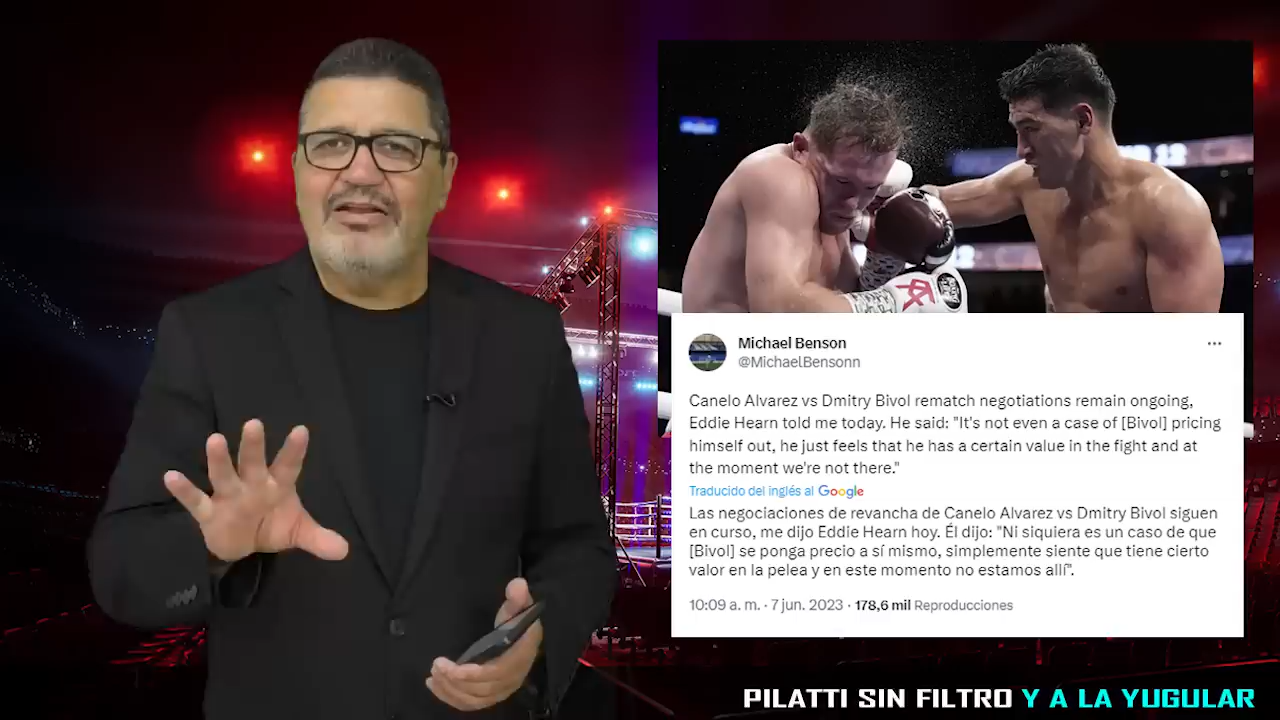 Michael Benson
@MichaelBensonn
Canelo Alvarez vs Dmitry Bivol rematch negotiations remain ongoing,
Eddie Hearn told me today. He said: "It's not even a case of [Bivol] pricing
himself out, he just feels that he has a certain value in the fight and at
the moment we're not there."
Traducido del inglés al Google
Las negociaciones de revancha de Canelo Alvarez vs Dmitry Bivol siguen
en curso, me dijo Eddie Hearn hoy. Él dijo: "Ni siquiera es un caso de que
[Bivol] se ponga precio a sí mismo, simplemente siente que tiene cierto
valor en la pelea y en este momento no estamos allí".
10:09 a. m. · 7 jun. 2023 · 178,6 mil Reproducciones
PILATTI SIN FILTRO Y A LA YUGULAR